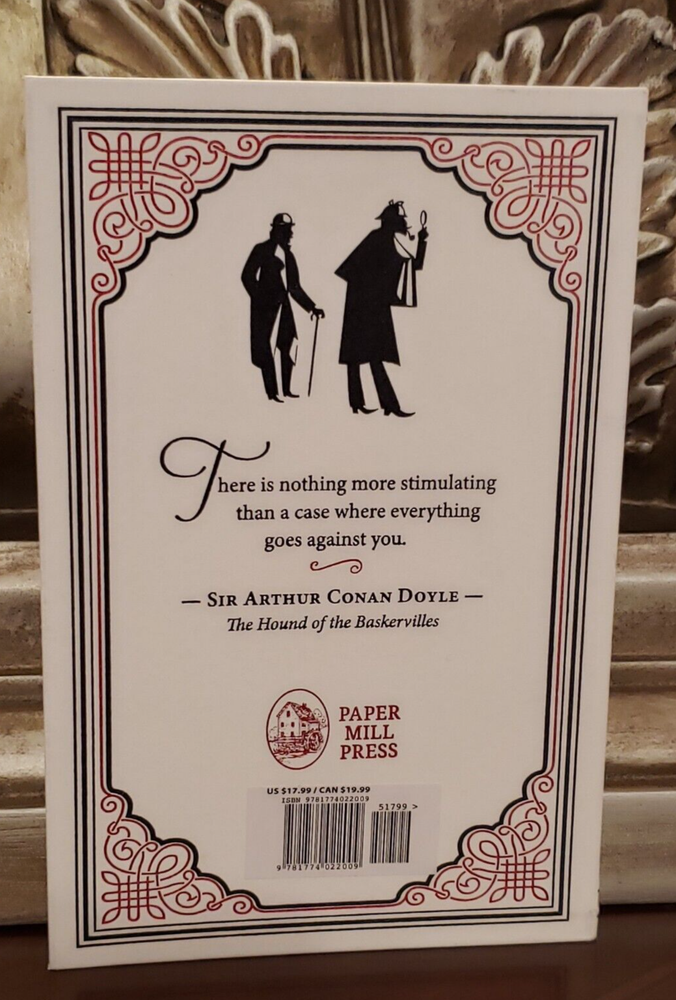 There is nothing more stimulating
than a case where everything
goes against you.
— Sir Arthur Conan Doyle —
The Hound of the Baskervilles
PAPER
MILL
PRESS
US $17.99 / CAN $19.99
ISBN 9781774022009
51799 >
9 781774 022009